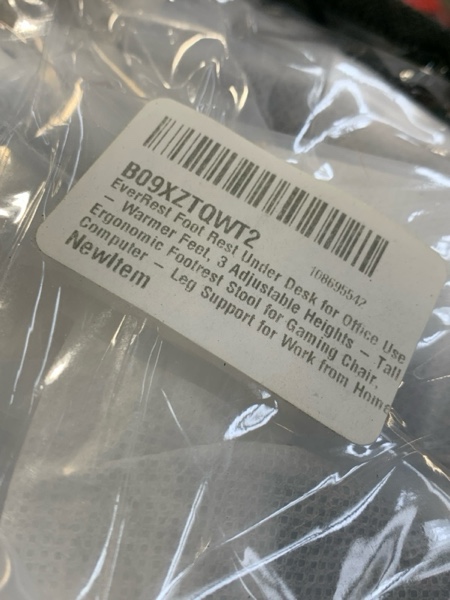 B09XZTQWT2
108695542
EverRest Foot Rest Under Desk for Office Use
– Warmer Feet, 3 Adjustable Heights – Tall
Ergonomic Footrest Stool for Gaming Chair,
Computer – Leg Support for Work from Home
NewItem